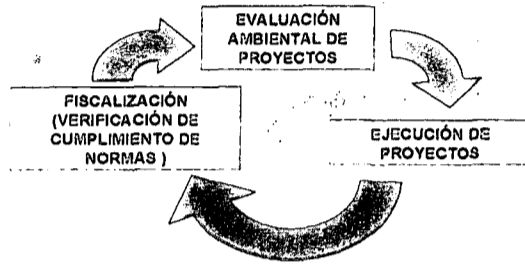 EVALUACIÓN
AMBIENTAL DE
PROYECTOS
FISCALIZACIÓN
(VERIFICACIÓN DE
CUMPLIMIENTO DE
NORMAS )
EJECUCIÓN DE
PROYECTOS